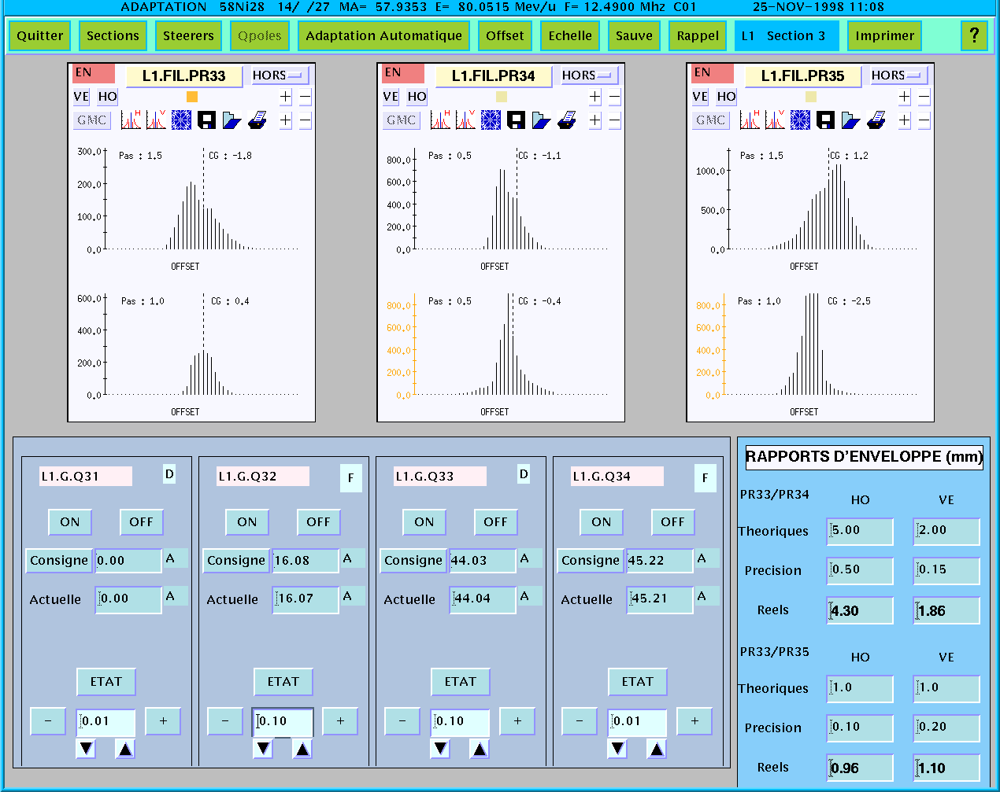 ADAPTATION 58Ni28 14/ /27 MA= 57.9353 E= 80.0515 Mev/u F= 12.4900 Mhz C01 25-NOV-1998 11:08
Quitter Sections Steerers Qpoles Adaptation Automatique Offset Echelle Sauve Rappel L1 Section 3 Imprimer ?
EN L1.FIL.PR33 HORS
VE HO + -
GMC H V + -
Pas : 1.5 CG : -1.8
300.0
200.0
100.0
0.0
OFFSET
Pas : 1.0 CG : 0.4
600.0
400.0
200.0
0.0
OFFSET
EN L1.FIL.PR34 HORS
VE HO + -
GMC H V + -
Pas : 0.5 CG : -1.1
800.0
600.0
400.0
200.0
0.0
OFFSET
Pas : 0.5 CG : -0.4
800.0
600.0
400.0
200.0
0.0
OFFSET
EN L1.FIL.PR35 HORS
VE HO + -
GMC H V + -
Pas : 1.5 CG : 1.2
1000.0
500.0
0.0
OFFSET
Pas : 1.0 CG : -2.5
800.0
600.0
400.0
200.0
0.0
OFFSET
L1.G.Q31 D
ON OFF
Consigne 0.00 A
Actuelle 0.00 A
ETAT
- 0.01 +
L1.G.Q32 F
ON OFF
Consigne 16.08 A
Actuelle 16.07 A
ETAT
- 0.10 +
L1.G.Q33 D
ON OFF
Consigne 44.03 A
Actuelle 44.04 A
ETAT
- 0.10 +
L1.G.Q34 F
ON OFF
Consigne 45.22 A
Actuelle 45.21 A
ETAT
- 0.01 +
RAPPORTS D'ENVELOPPE (mm)
PR33/PR34 HO VE
Theoriques 5.00 2.00
Precision 0.50 0.15
Reels 4.30 1.86
PR33/PR35 HO VE
Theoriques 1.0 1.0
Precision 0.10 0.20
Reels 0.96 1.10